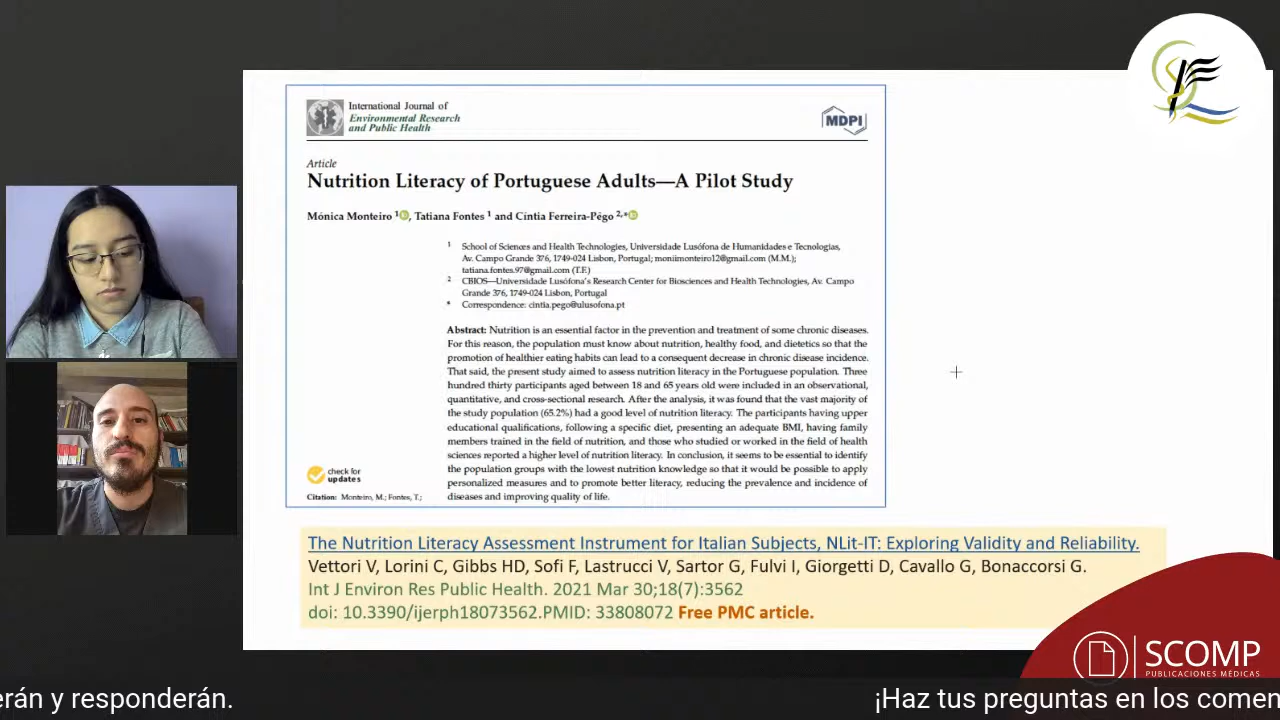 International Journal of
Environmental Research
and Public Health
MDPI
Article
Nutrition Literacy of Portuguese Adults—A Pilot Study
Mónica Monteiro 1, Tatiana Fontes 1 and Cíntia Ferreira-Pêgo 2,*
1 School of Sciences and Health Technologies, Universidade Lusófona de Humanidades e Tecnologias,
Av. Campo Grande 376, 1749-024 Lisbon, Portugal; moniimonteiro12@gmail.com (M.M.);
tatiana.fontes.97@gmail.com (T.F.)
2 CBIOS—Universidade Lusófona's Research Center for Biosciences and Health Technologies, Av. Campo
Grande 376, 1749-024 Lisbon, Portugal
* Correspondence: cintia.pego@ulusofona.pt
Abstract: Nutrition is an essential factor in the prevention and treatment of some chronic diseases.
For this reason, the population must know about nutrition, healthy food, and dietetics so that the
promotion of healthier eating habits can lead to a consequent decrease in chronic disease incidence.
That said, the present study aimed to assess nutrition literacy in the Portuguese population. Three
hundred thirty participants aged between 18 and 65 years old were included in an observational,
quantitative, and cross-sectional research. After the analysis, it was found that the vast majority of
the study population (65.2%) had a good level of nutrition literacy. The participants having upper
educational qualifications, following a specific diet, presenting an adequate BMI, having family
members trained in the field of nutrition, and those who studied or worked in the field of health
sciences reported a higher level of nutrition literacy. In conclusion, it seems to be essential to identify
the population groups with the lowest nutrition knowledge so that it would be possible to apply
personalized measures and to promote better literacy, reducing the prevalence and incidence of
diseases and improving quality of life.
check for
updates
Citation: Monteiro, M.; Fontes, T.;
The Nutrition Literacy Assessment Instrument for Italian Subjects, NLit-IT: Exploring Validity and Reliability.
Vettori V, Lorini C, Gibbs HD, Sofi F, Lastrucci V, Sartor G, Fulvi I, Giorgetti D, Cavallo G, Bonaccorsi G.
Int J Environ Res Public Health. 2021 Mar 30;18(7):3562
doi: 10.3390/ijerph18073562.PMID: 33808072 Free PMC article.
SCOMP
PUBLICACIONES MÉDICAS
erán y responderán.
¡Haz tus preguntas en los comen